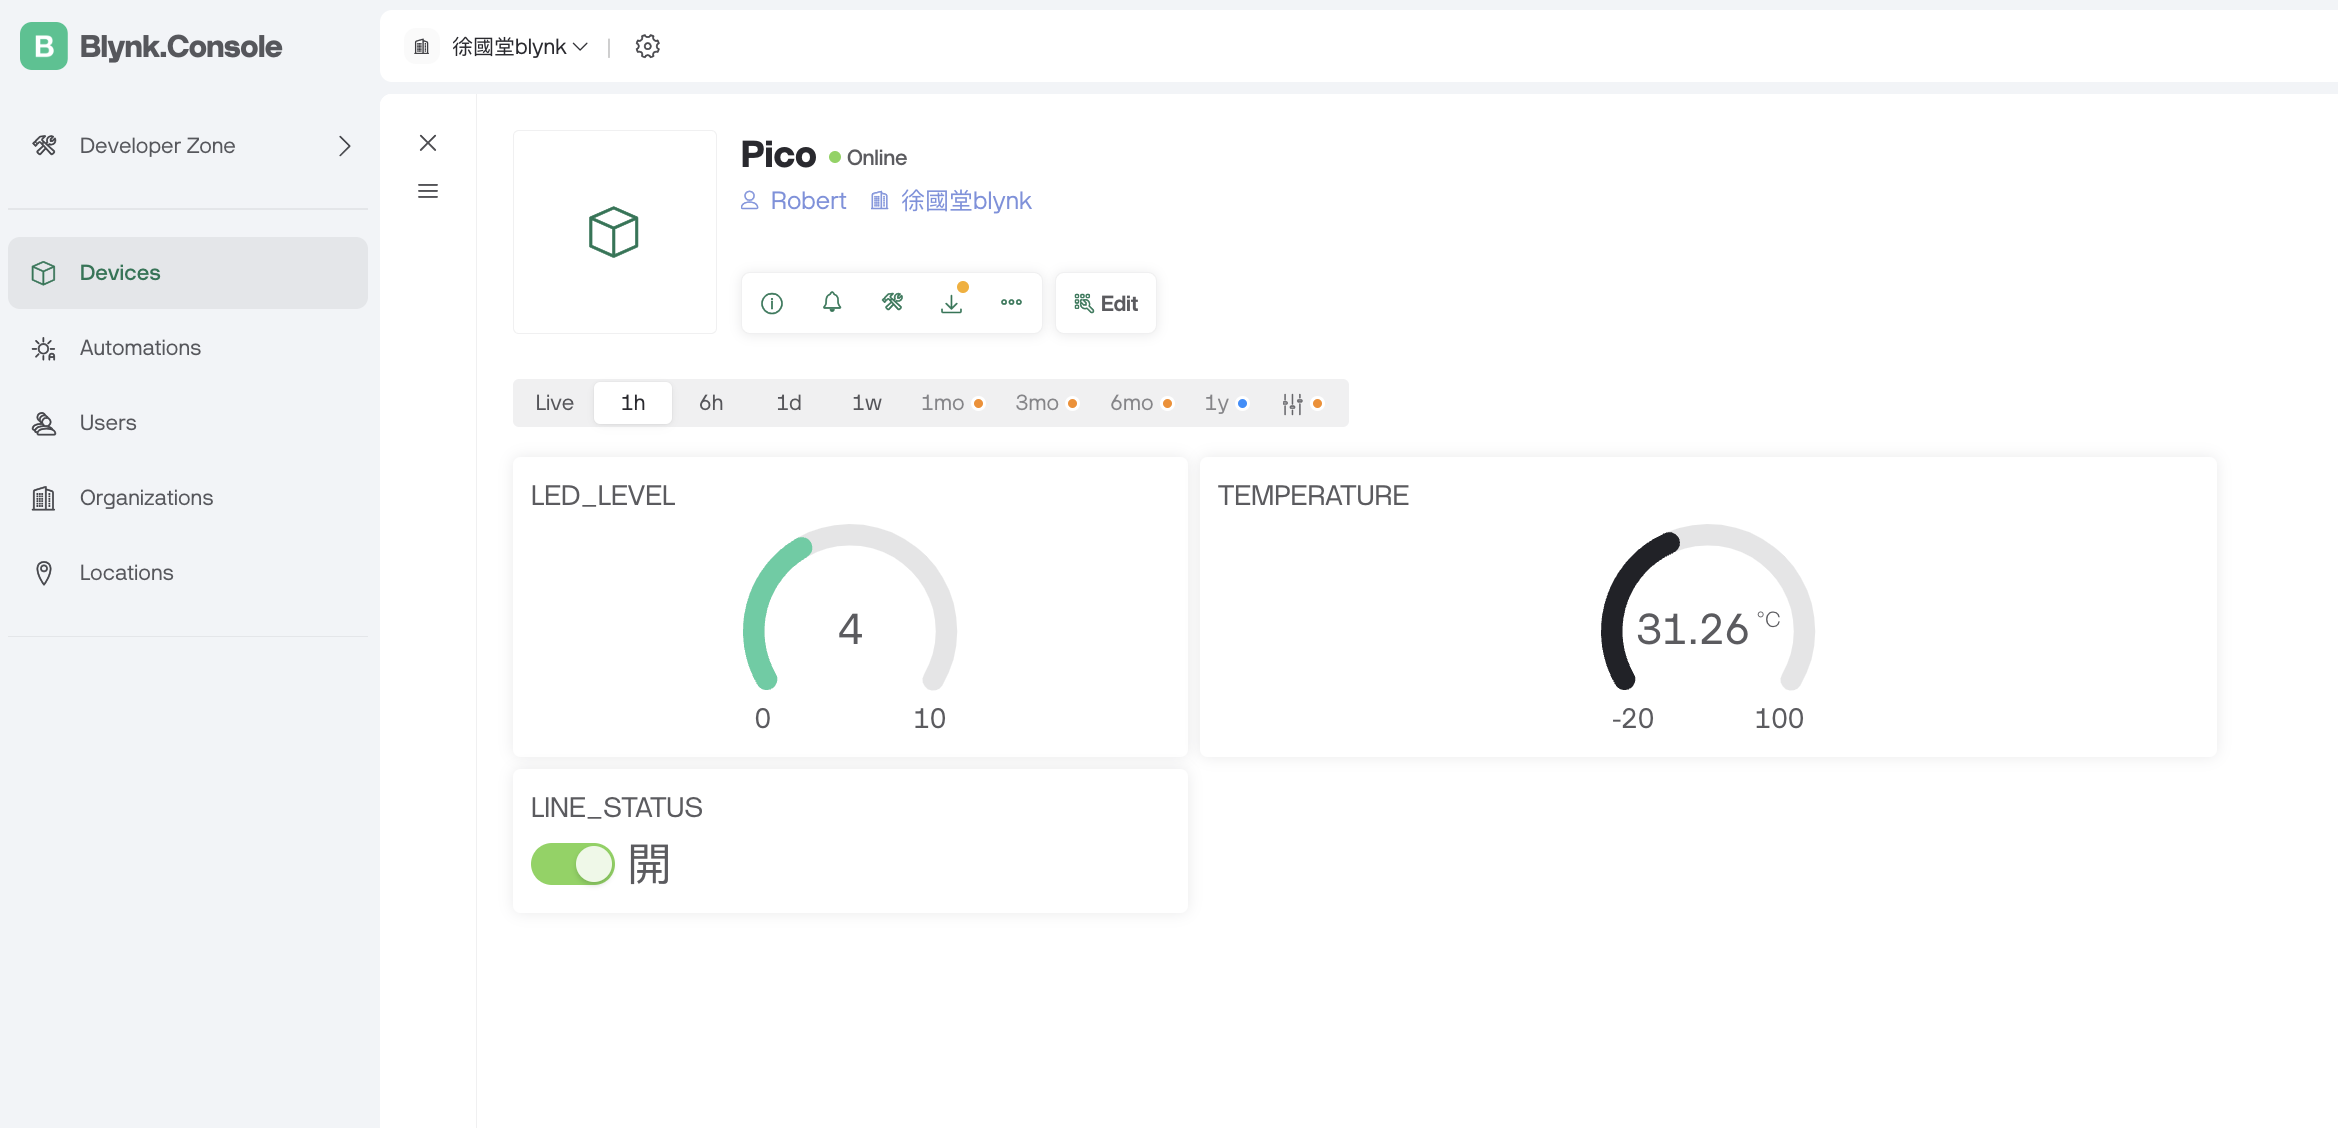 B Blynk.Console
徐國堂blynk
Developer Zone
Devices
Automations
Users
Organizations
Locations
Pico Online
Robert 徐國堂blynk
Edit
Live 1h 6h 1d 1w 1mo 3mo 6mo 1y
LED_LEVEL
4
0 10
TEMPERATURE
31.26 °C
-20 100
LINE_STATUS
開